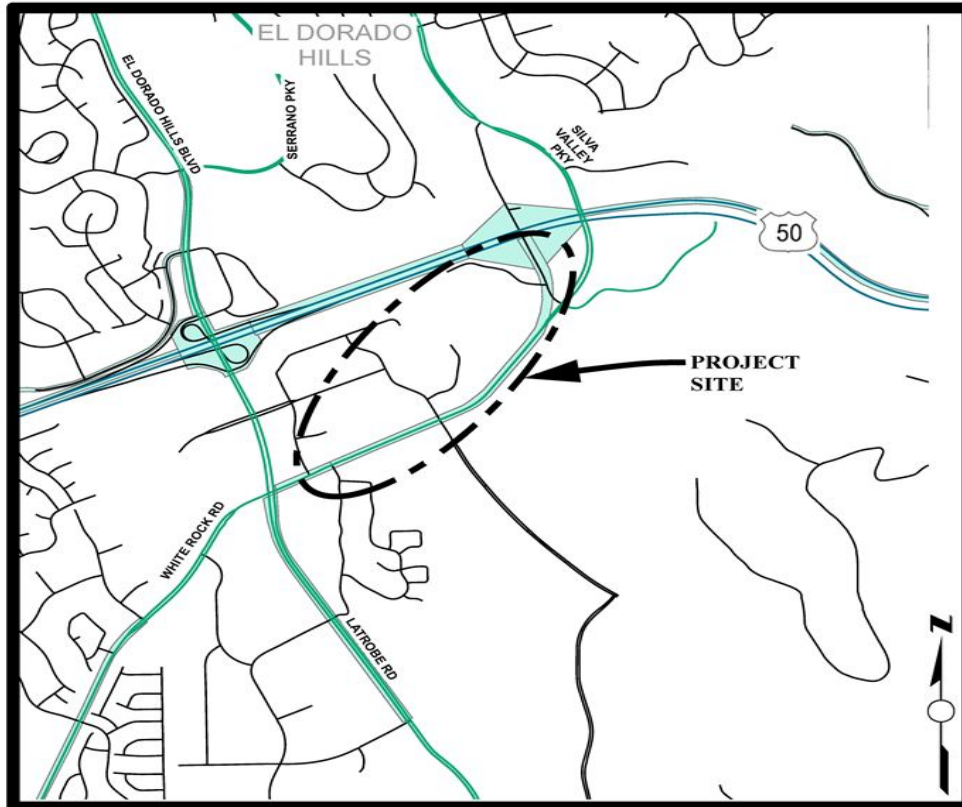 EL DORADO
HILLS
EL DORADO HILLS BLVD
SERRANO PKY
SILVA
VALLEY
PKY
50
PROJECT
SITE
WHITE ROCK RD
LATROBE RD
N